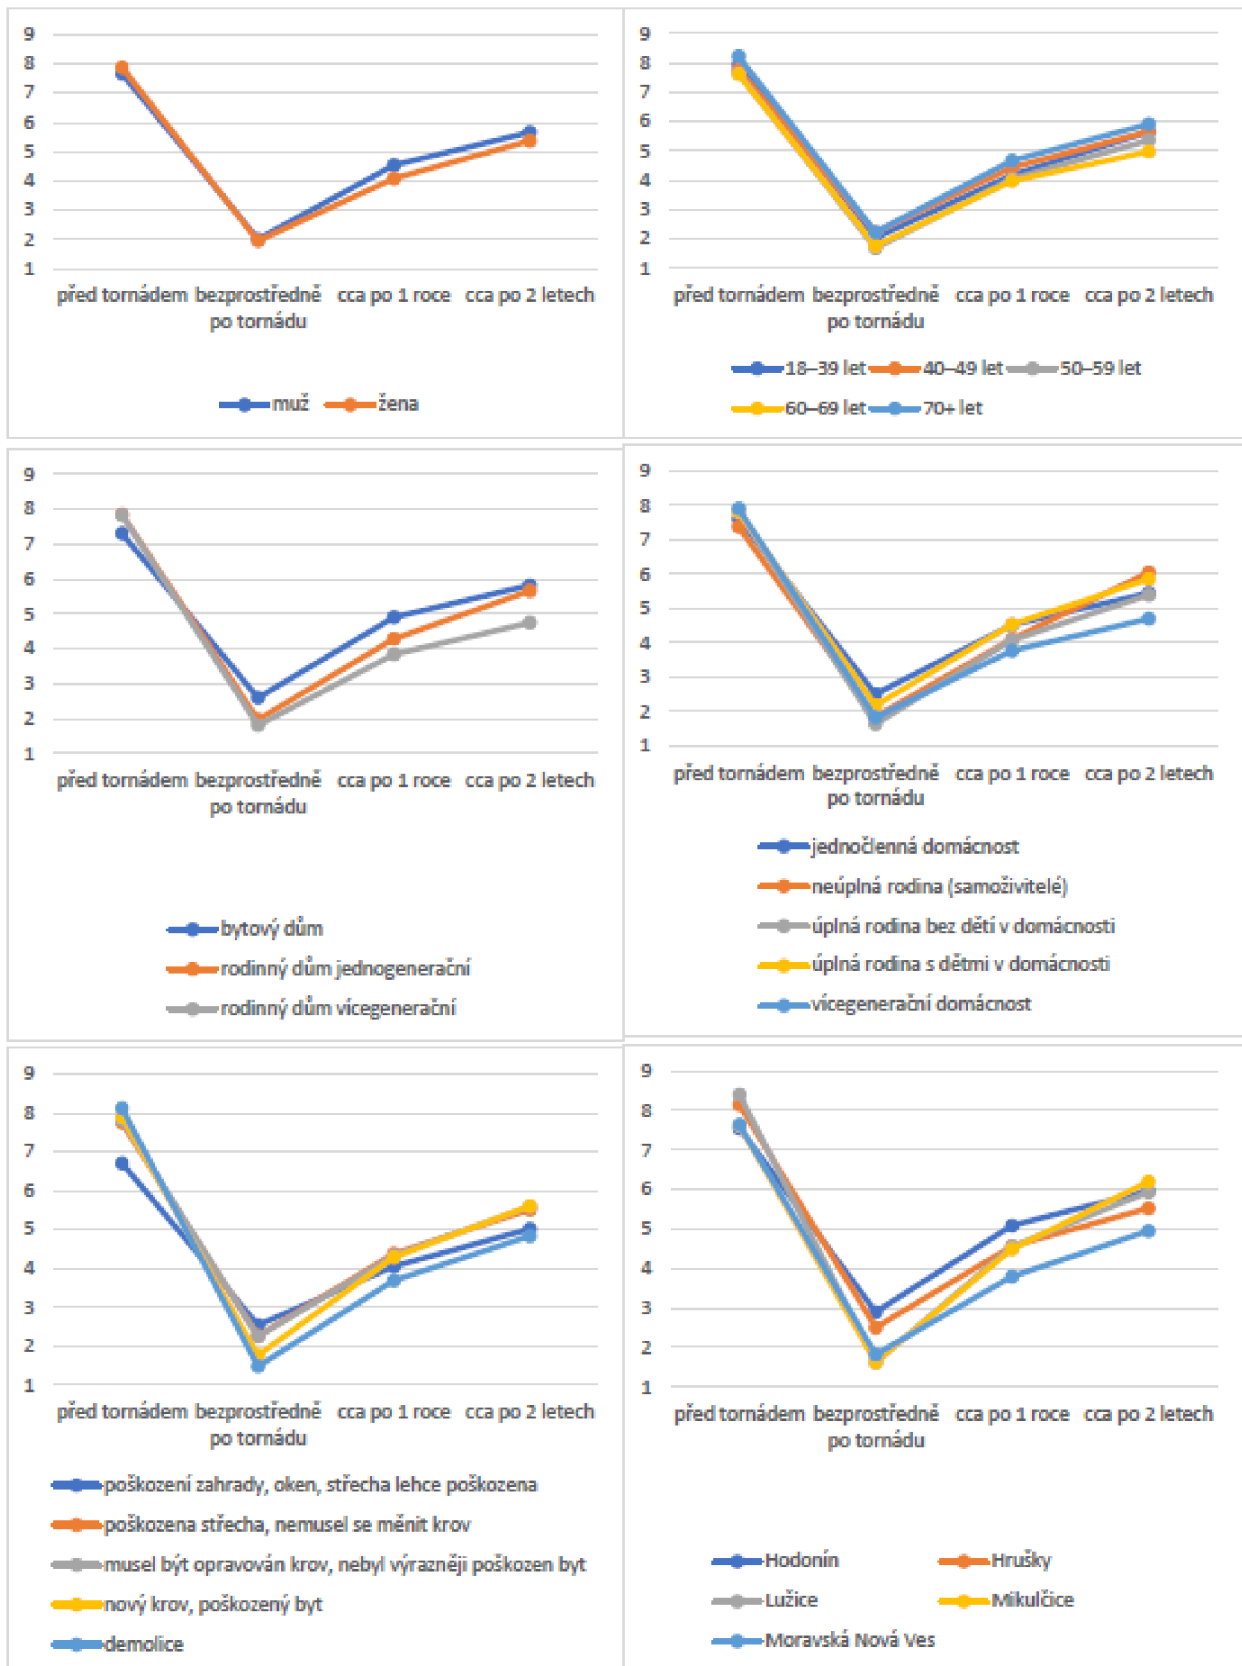 9
8
7
6
5
4
3
2
1
před tornádem bezprostředně cca po 1 roce cca po 2 letech
po tornádu
muž žena
9
8
7
6
5
4
3
2
1
před tornádem bezprostředně cca po 1 roce cca po 2 letech
po tornádu
18–39 let 40–49 let 50–59 let
60–69 let 70+ let
9
8
7
6
5
4
3
2
1
před tornádem bezprostředně cca po 1 roce cca po 2 letech
po tornádu
bytový dům
rodinný dům jednogenerační
rodinný dům vícegenerační
9
8
7
6
5
4
3
2
1
před tornádem bezprostředně cca po 1 roce cca po 2 letech
po tornádu
jednočlenná domácnost
neúplná rodina (samoživitelé)
úplná rodina bez dětí v domácnosti
úplná rodina s dětmi v domácnosti
vícegenerační domácnost
9
8
7
6
5
4
3
2
1
před tornádem bezprostředně cca po 1 roce cca po 2 letech
po tornádu
poškození zahrady, oken, střecha lehce poškozena
poškozena střecha, nemusel se měnit krov
musel být opravován krov, nebyl výrazněji poškozen byt
nový krov, poškozený byt
demolice
9
8
7
6
5
4
3
2
1
před tornádem bezprostředně cca po 1 roce cca po 2 letech
po tornádu
Hodonín Hrušky
Lužice Mikulčice
Moravská Nová Ves